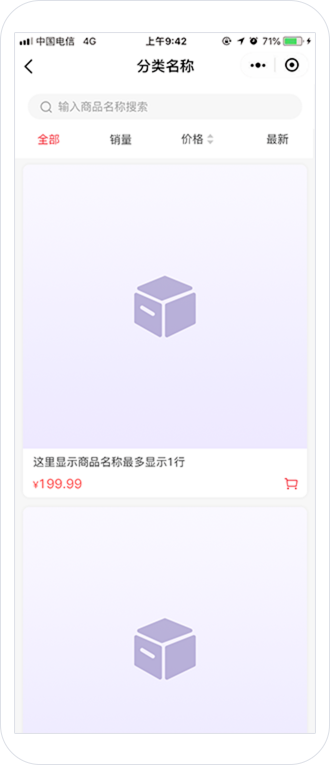 中国电信 4G 上午9:42 71%
分类名称
输入商品名称搜索
全部 销量 价格 最新
这里显示商品名称最多显示1行
¥199.99